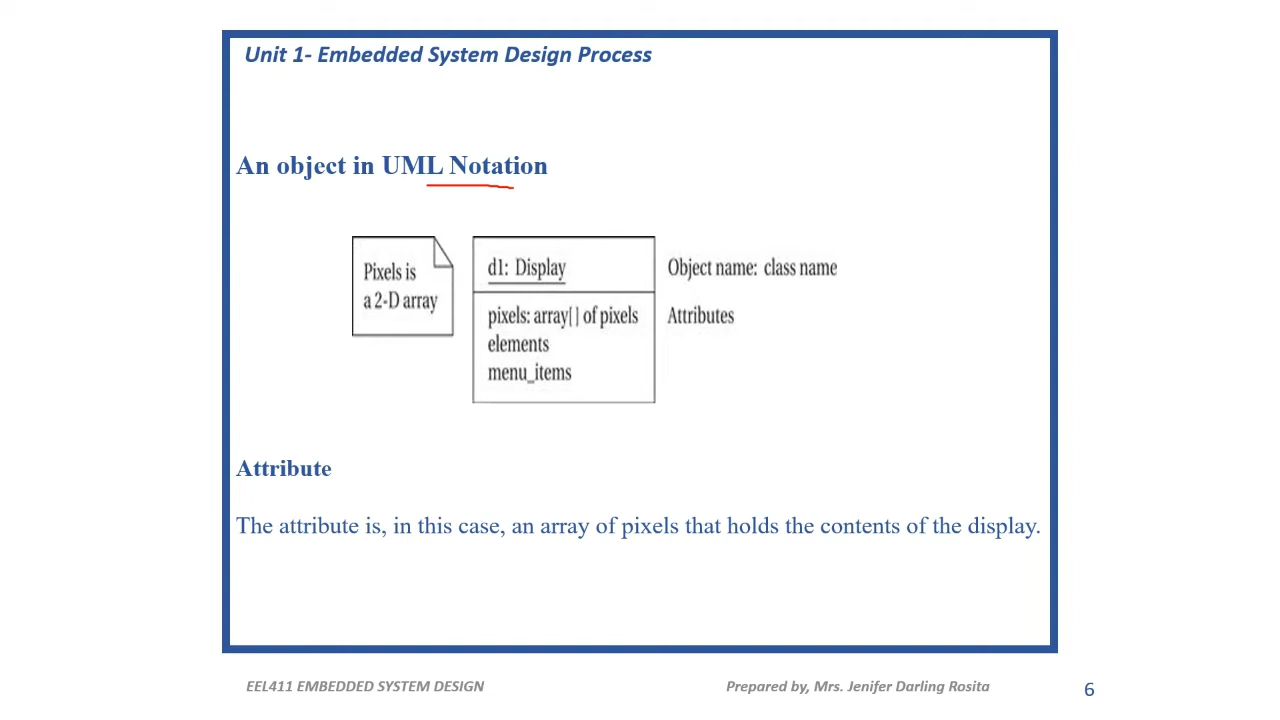 Unit 1- Embedded System Design Process
An object in UML Notation
Pixels is
a 2-D array
d1: Display
Object name: class name
pixels: array[] of pixels
Attributes
elements
menu_items
Attribute
The attribute is, in this case, an array of pixels that holds the contents of the display.
EEL411 EMBEDDED SYSTEM DESIGN
Prepared by, Mrs. Jenifer Darling Rosita
6